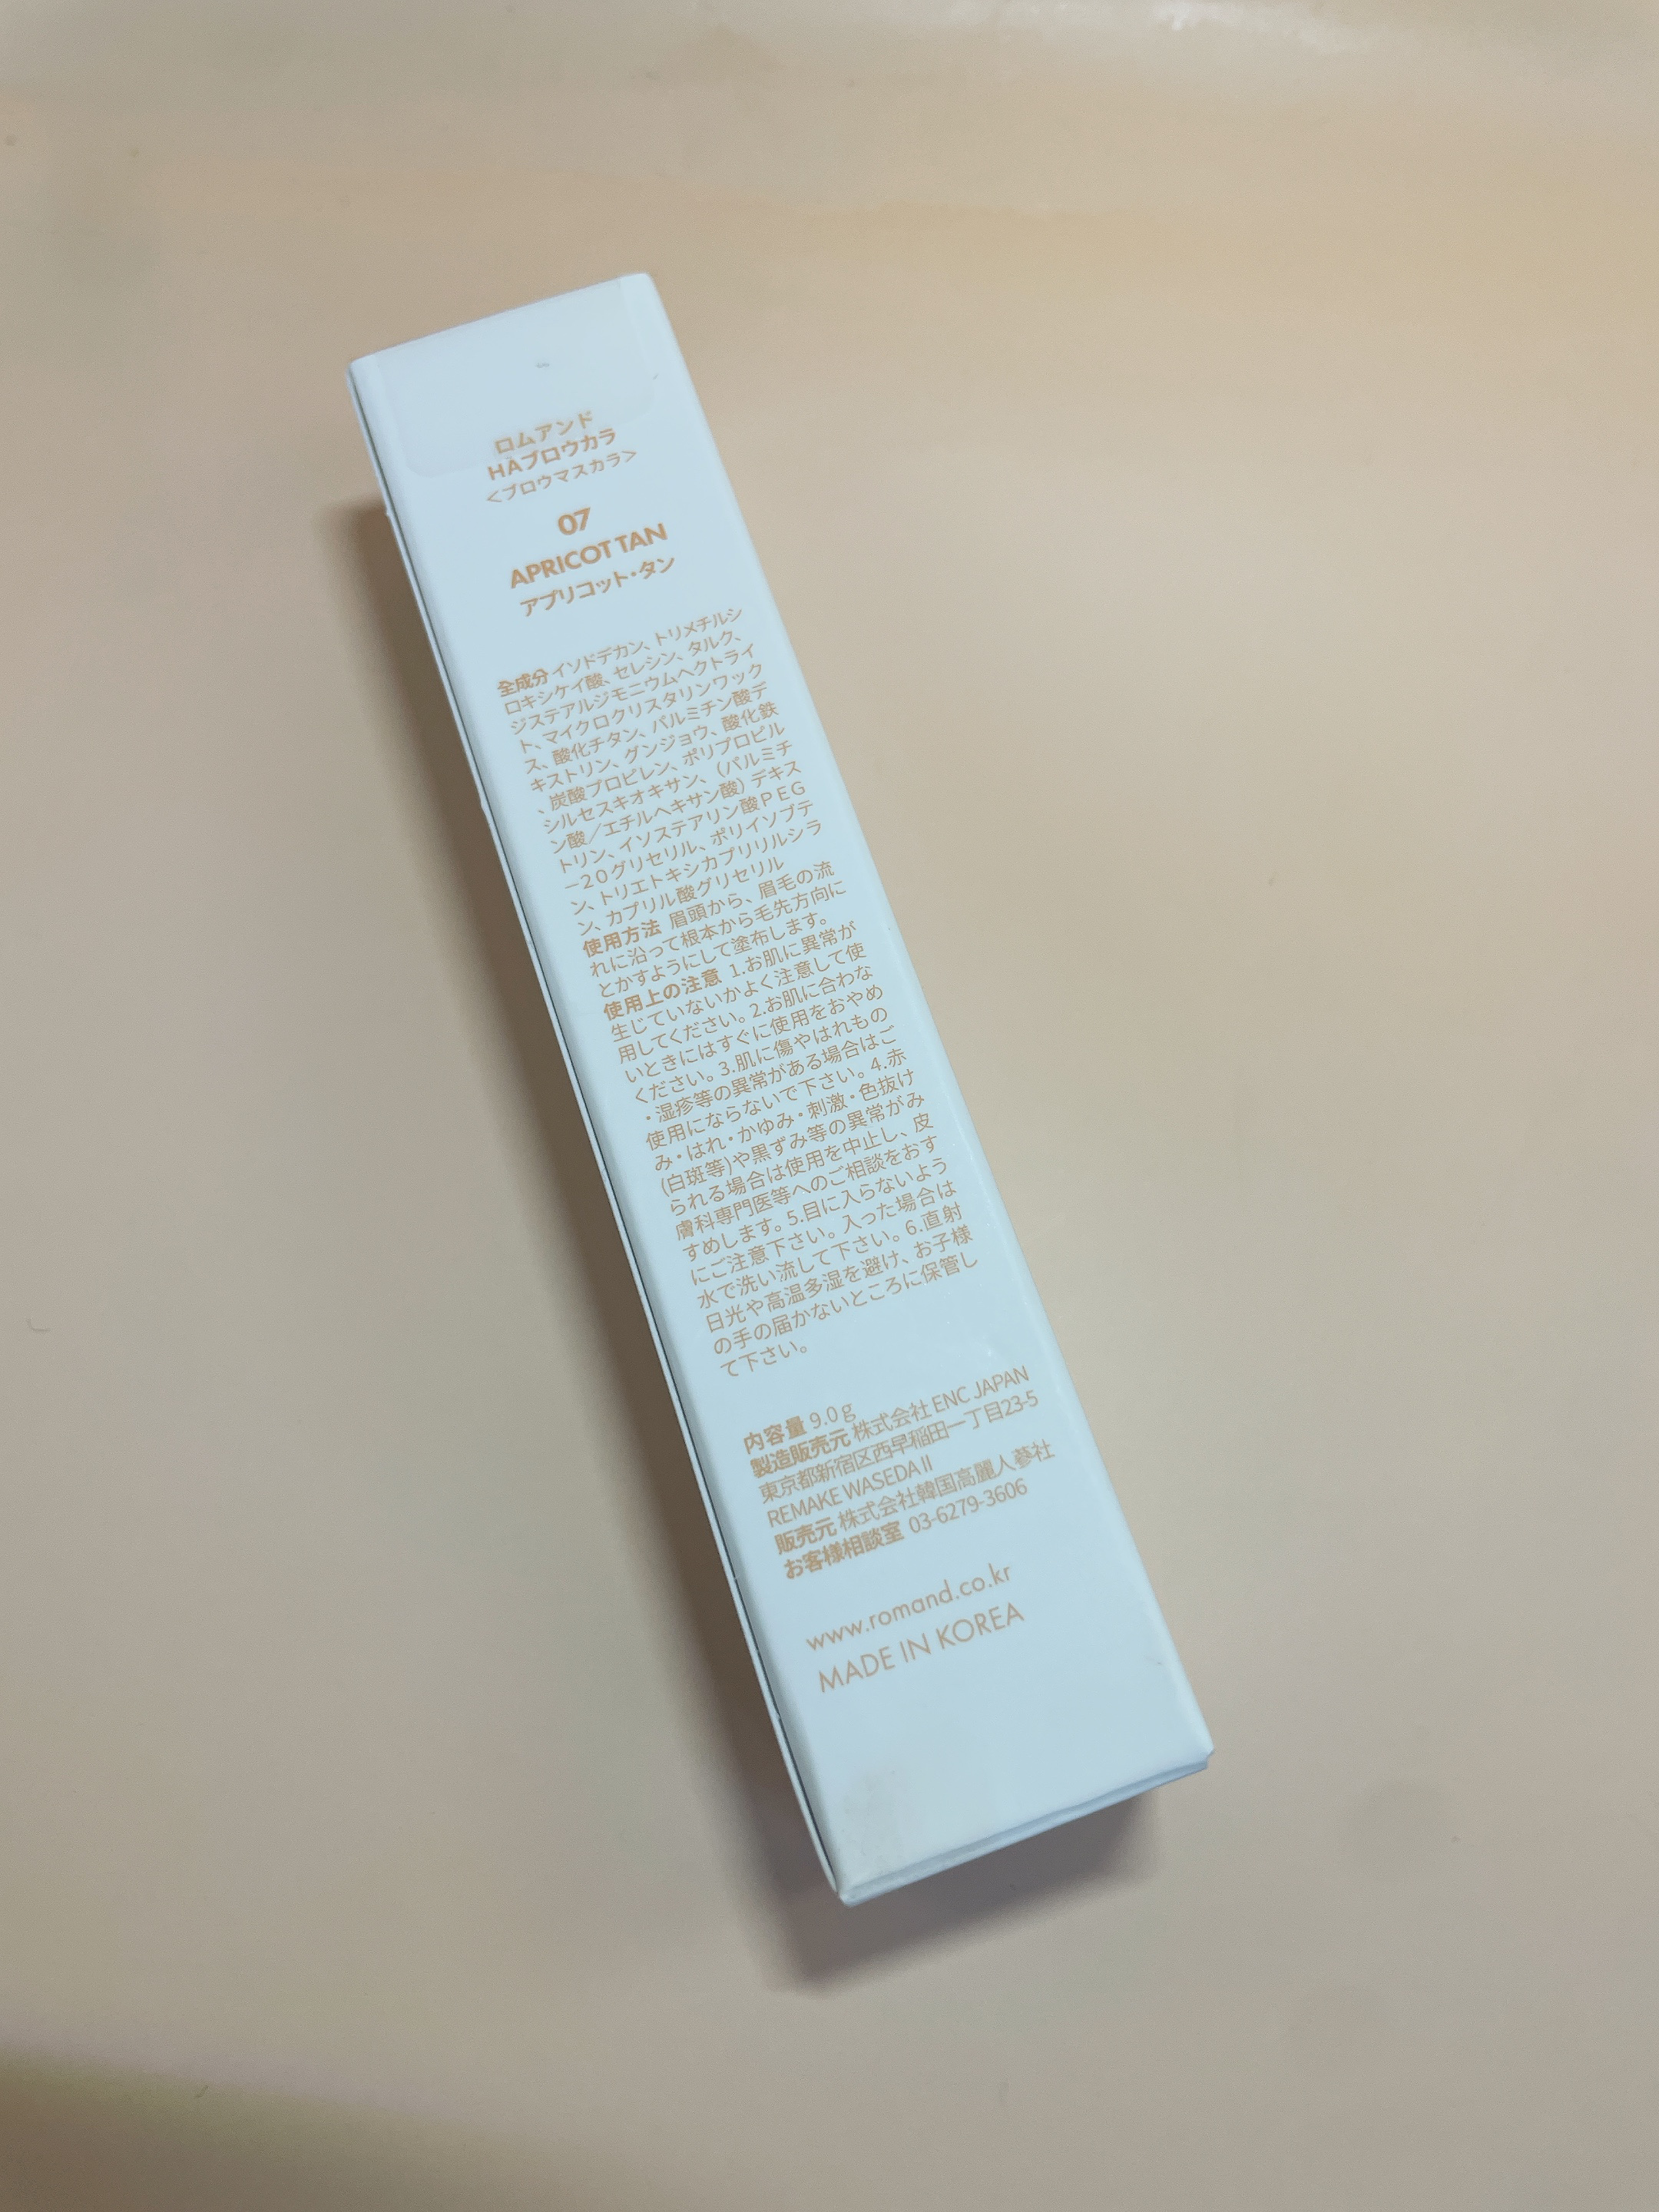 ロムアンド
HAブロウカラ
<ブロウマスカラ>
07
APRICOT TAN
アプリコット・タン
全成分 イソドデカン、トリメチルシ
ロキシケイ酸、セレシン、タルク、
ジステアルジモニウムヘクトライ
ト、マイクロクリスタリンワック
ス、酸化チタン、パルミチン酸デ
キストリン、グンジョウ、酸化鉄
、炭酸プロピレン、ポリプロピル
シルセスキオキサン、(パルミチ
ン酸/エチルヘキサン酸)デキス
トリン、イソステアリン酸PEG
-20グリセリル、ポリイソブテ
ン、トリエトキシカプリリルシラ
ン、カプリル酸グリセリル
使用方法 眉頭から、眉毛の流
れに沿って根本から毛先方向に
とかすようにして塗布します。
使用上の注意 1.お肌に異常が
生じていないかよく注意して使
用してください。2.お肌に合わな
いときにはすぐに使用をおやめ
ください。3.肌に傷やはれもの
・湿疹等の異常がある場合はご
使用にならないで下さい。4.赤
み・はれ・かゆみ・刺激・色抜け
(白斑等)や黒ずみ等の異常がみ
られる場合は使用を中止し、皮
膚科専門医等へのご相談をおす
すめします。5.目に入らないよう
にご注意下さい。入った場合は
水で洗い流して下さい。6.直射
日光や高温多湿を避け、お子様
の手の届かないところに保管し
て下さい。
内容量 9.0g
製造販売元 株式会社 ENC JAPAN
東京都新宿区西早稲田一丁目23-5
REMAKE WASEDA II
販売元 株式会社韓国高麗人蔘社
お客様相談室 03-6279-3606
www.romand.co.kr
MADE IN KOREA